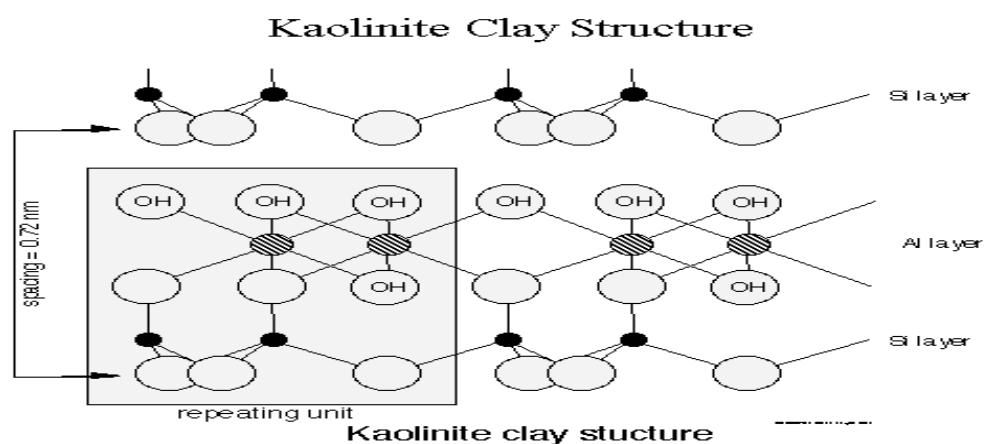 Kaolinite Clay Structure
Si layer
OH OH OH OH OH OH
spacing = 0.72 nm
Al layer
OH OH
Si layer
repeating unit
Kaolinite clay stucture